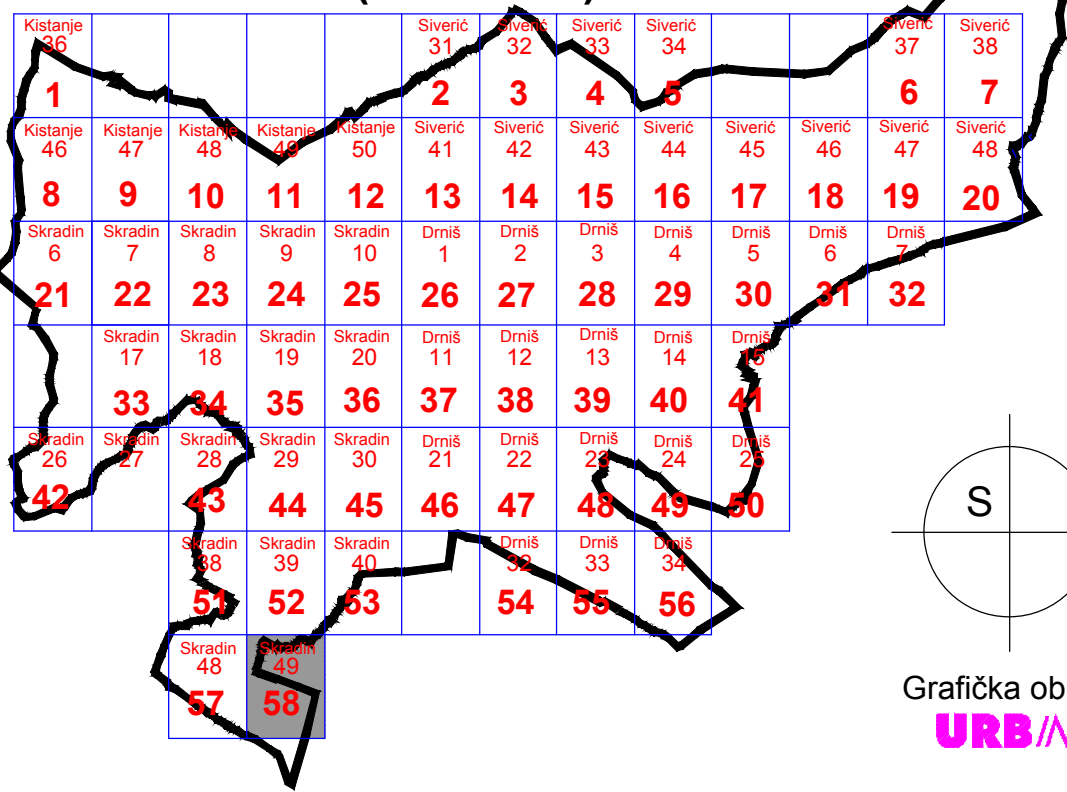 Kistanje Siverić Siverić Siverić Siverić Siverić Siverić
36 31 32 33 34 37 38
1 2 3 4 5 6 7
Kistanje Kistanje Kistanje Kistanje Kistanje Siverić Siverić Siverić Siverić Siverić Siverić Siverić Siverić
46 47 48 49 50 41 42 43 44 45 46 47 48
8 9 10 11 12 13 14 15 16 17 18 19 20
Skradin Skradin Skradin Skradin Skradin Drniš Drniš Drniš Drniš Drniš Drniš Drniš
6 7 8 9 10 1 2 3 4 5 6 7
21 22 23 24 25 26 27 28 29 30 31 32
Skradin Skradin Skradin Skradin Drniš Drniš Drniš Drniš Drniš
17 18 19 20 11 12 13 14 15
33 34 35 36 37 38 39 40 41
Skradin Skradin Skradin Skradin Skradin Drniš Drniš Drniš Drniš Drniš
26 27 28 29 30 21 22 23 24 25
42 43 44 45 46 47 48 49 50
Skradin Skradin Skradin Drniš Drniš Drniš
38 39 40 32 33 34
51 52 53 54 55 56
Skradin Skradin
48 49
57 58
S
Grafička ob
URB